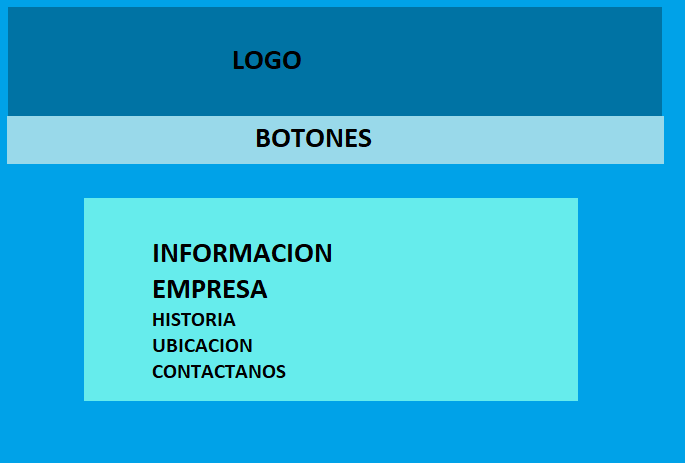 LOGO
BOTONES
INFORMACION
EMPRESA
HISTORIA
UBICACION
CONTACTANOS